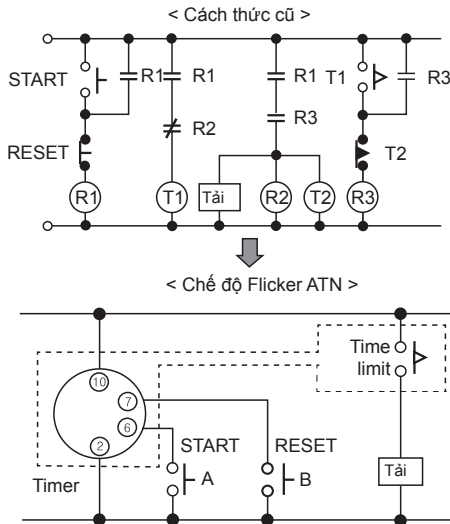 < Cách thức cũ >
START
R1
R1
R1
T1
R3
R2
R3
RESET
T2
R1
T1
Tải
R2
T2
R3
< Chế độ Flicker ATN >
Time
limit
10
7
6
2
START
RESET
A
B
Tải
Timer